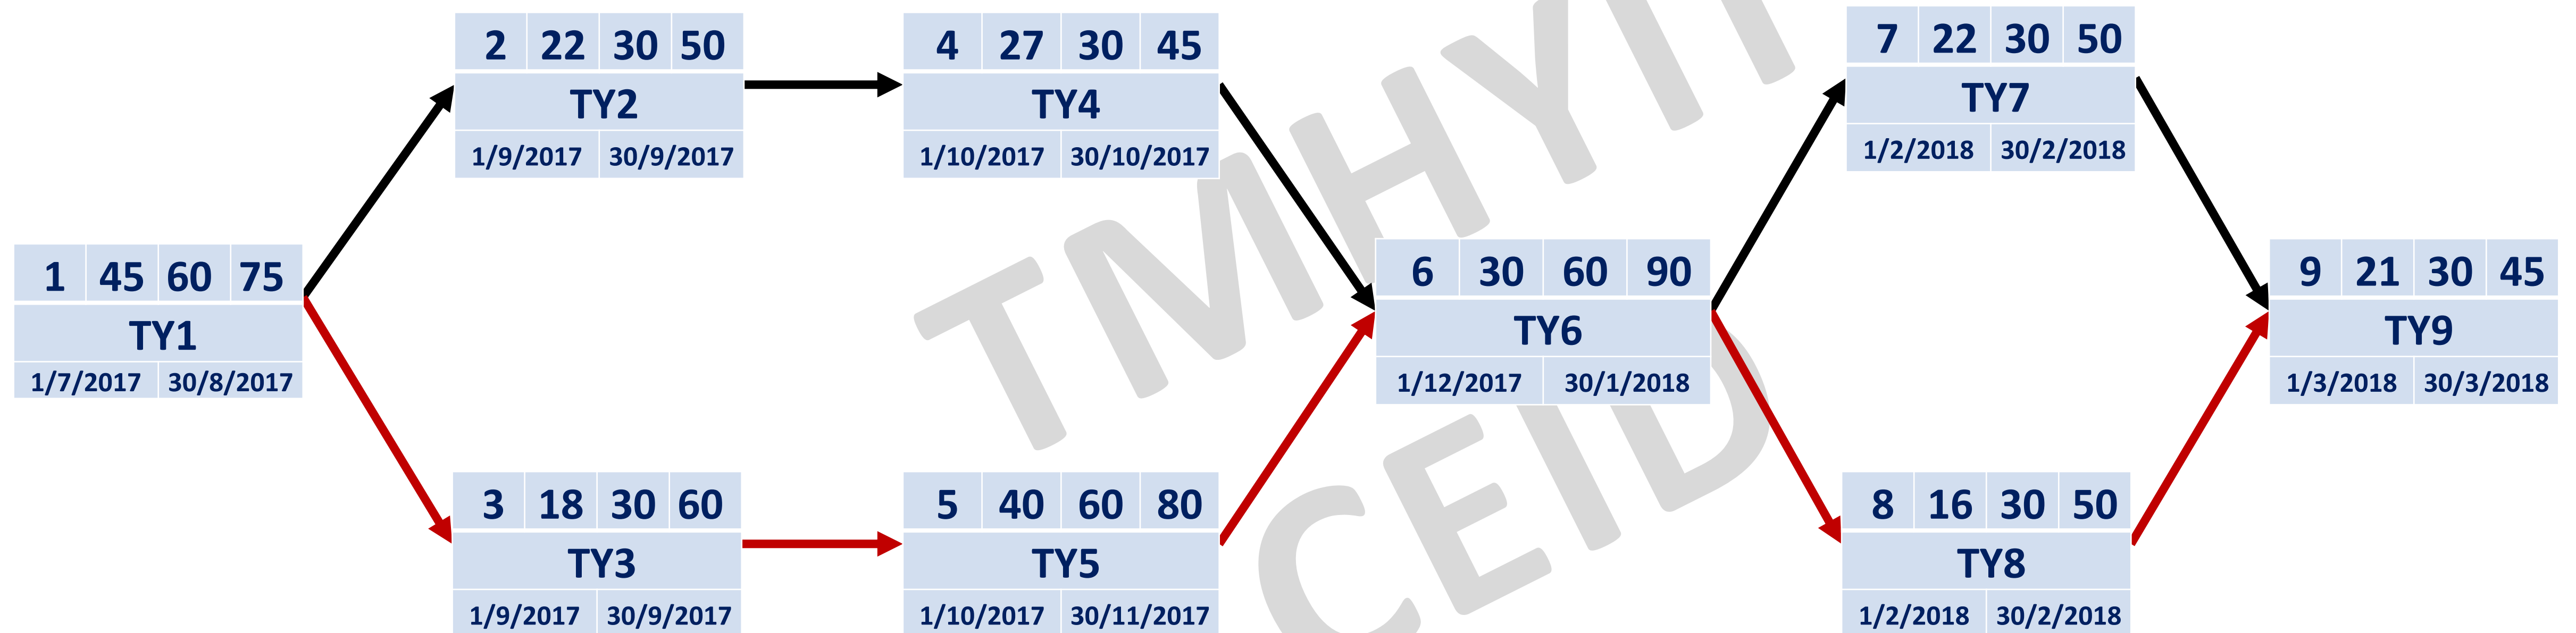 2 22 30 50
TY2
1/9/2017 30/9/2017
4 27 30 45
TY4
1/10/2017 30/10/2017
7 22 30 50
TY7
1/2/2018 30/2/2018
1 45 60 75
TY1
1/7/2017 30/8/2017
6 30 60 90
TY6
1/12/2017 30/1/2018
9 21 30 45
TY9
1/3/2018 30/3/2018
3 18 30 60
TY3
1/9/2017 30/9/2017
5 40 60 80
TY5
1/10/2017 30/11/2017
8 16 30 50
TY8
1/2/2018 30/2/2018
CEID